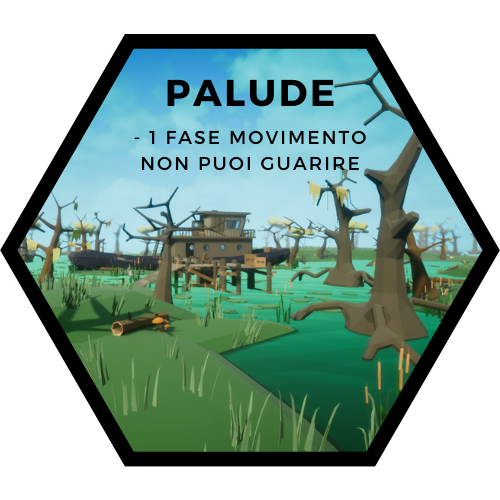 PALUDE
- 1 FASE MOVIMENTO
NON PUOI GUARIRE